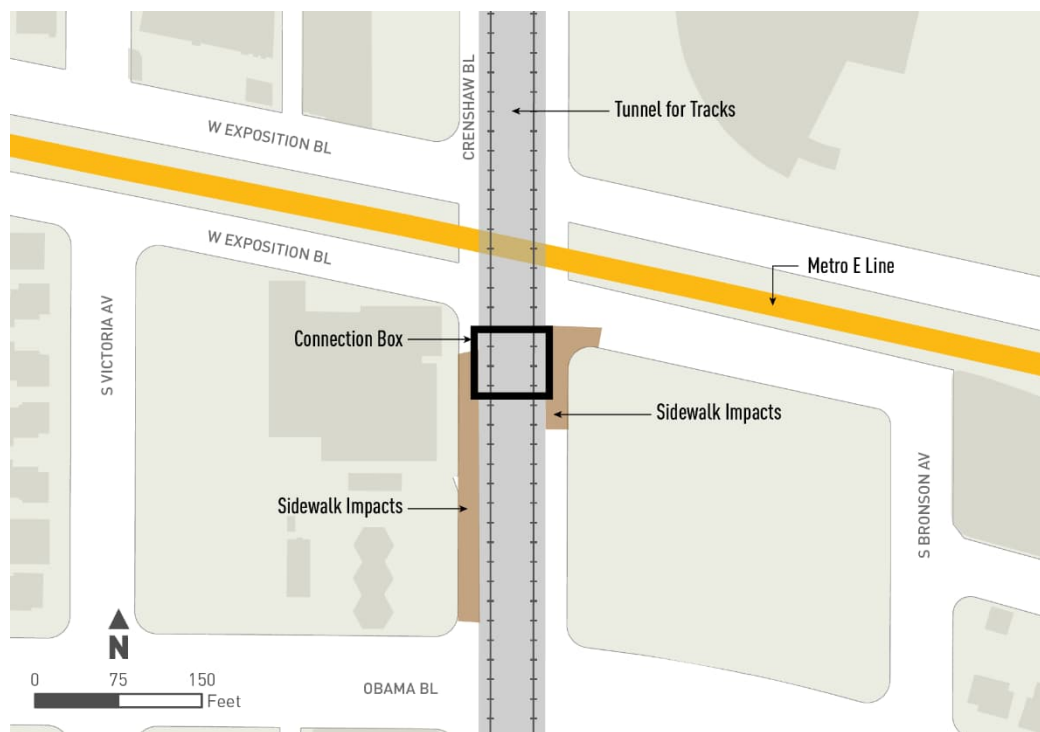 CRENSHAW BL
Tunnel for Tracks
W EXPOSITION BL
W EXPOSITION BL
Metro E Line
S VICTORIA AV
Connection Box
Sidewalk Impacts
S BRONSON AV
Sidewalk Impacts
N
0 75 150
Feet
OBAMA BL